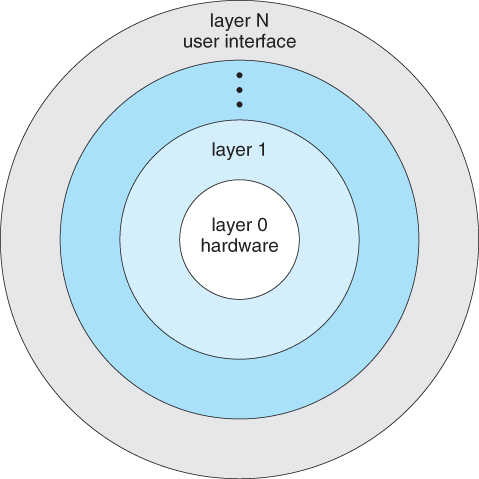 layer N
user interface
layer 1
layer 0
hardware